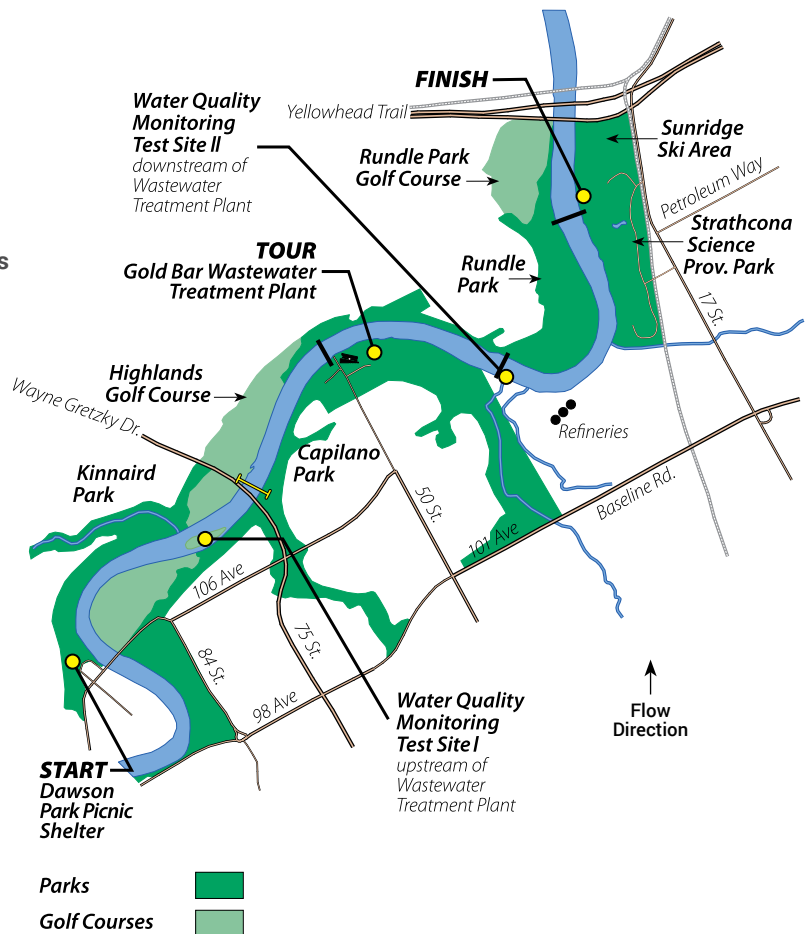 FINISH
Water Quality
Monitoring
Test Site II
downstream of
Wastewater
Treatment Plant
Yellowhead Trail
Sunridge
Ski Area
Rundle Park
Golf Course
Petroleum Way
Strathcona
Science
Prov. Park
s
TOUR
Gold Bar Wastewater
Treatment Plant
Rundle
Park
17 St.
Highlands
Golf Course
Wayne Gretzky Dr.
Refineries
Capilano
Park
Kinnaird
Park
50 St.
Baseline Rd.
101 Ave
106 Ave
75 St.
84 St.
98 Ave
Water Quality
Monitoring
Test Site I
upstream of
Wastewater
Treatment Plant
Flow
Direction
START
Dawson
Park Picnic
Shelter
Parks
Golf Courses